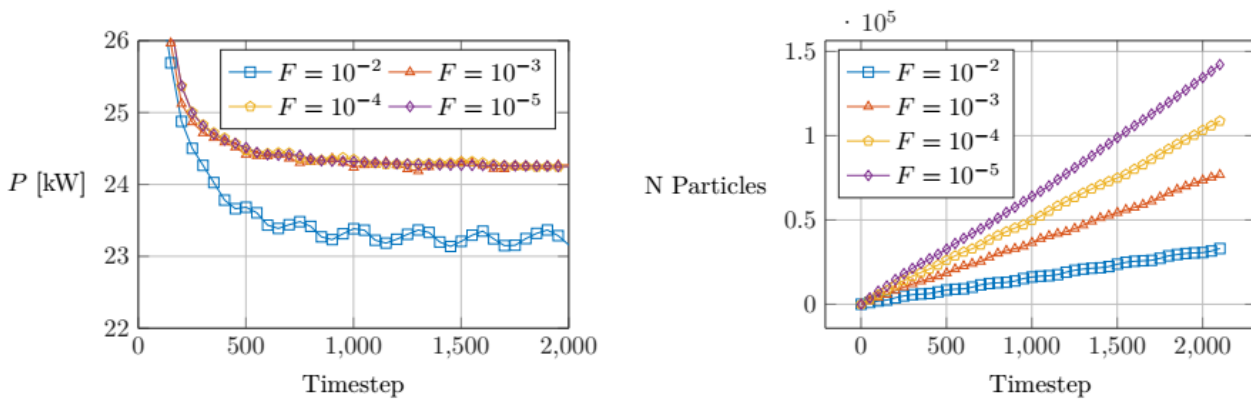 26
25
24
23
22
P [kW]
F = 10^-2
F = 10^-3
F = 10^-4
F = 10^-5
0
500
1,000
1,500
2,000
Timestep
· 10^5
1.5
1
0.5
0
N Particles
F = 10^-2
F = 10^-3
F = 10^-4
F = 10^-5
0
500
1,000
1,500
2,000
Timestep